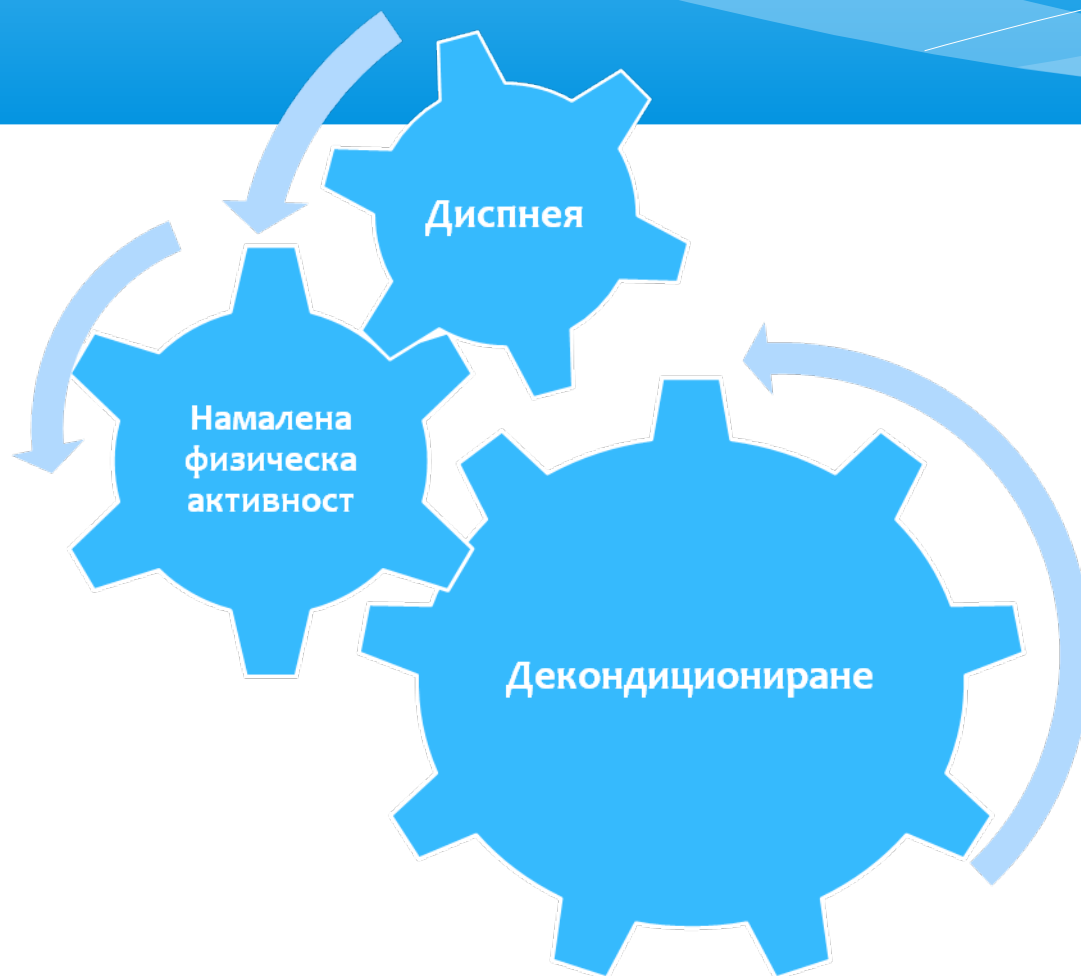 Диспнея
Намалена
физическа
активност
Декондициониране